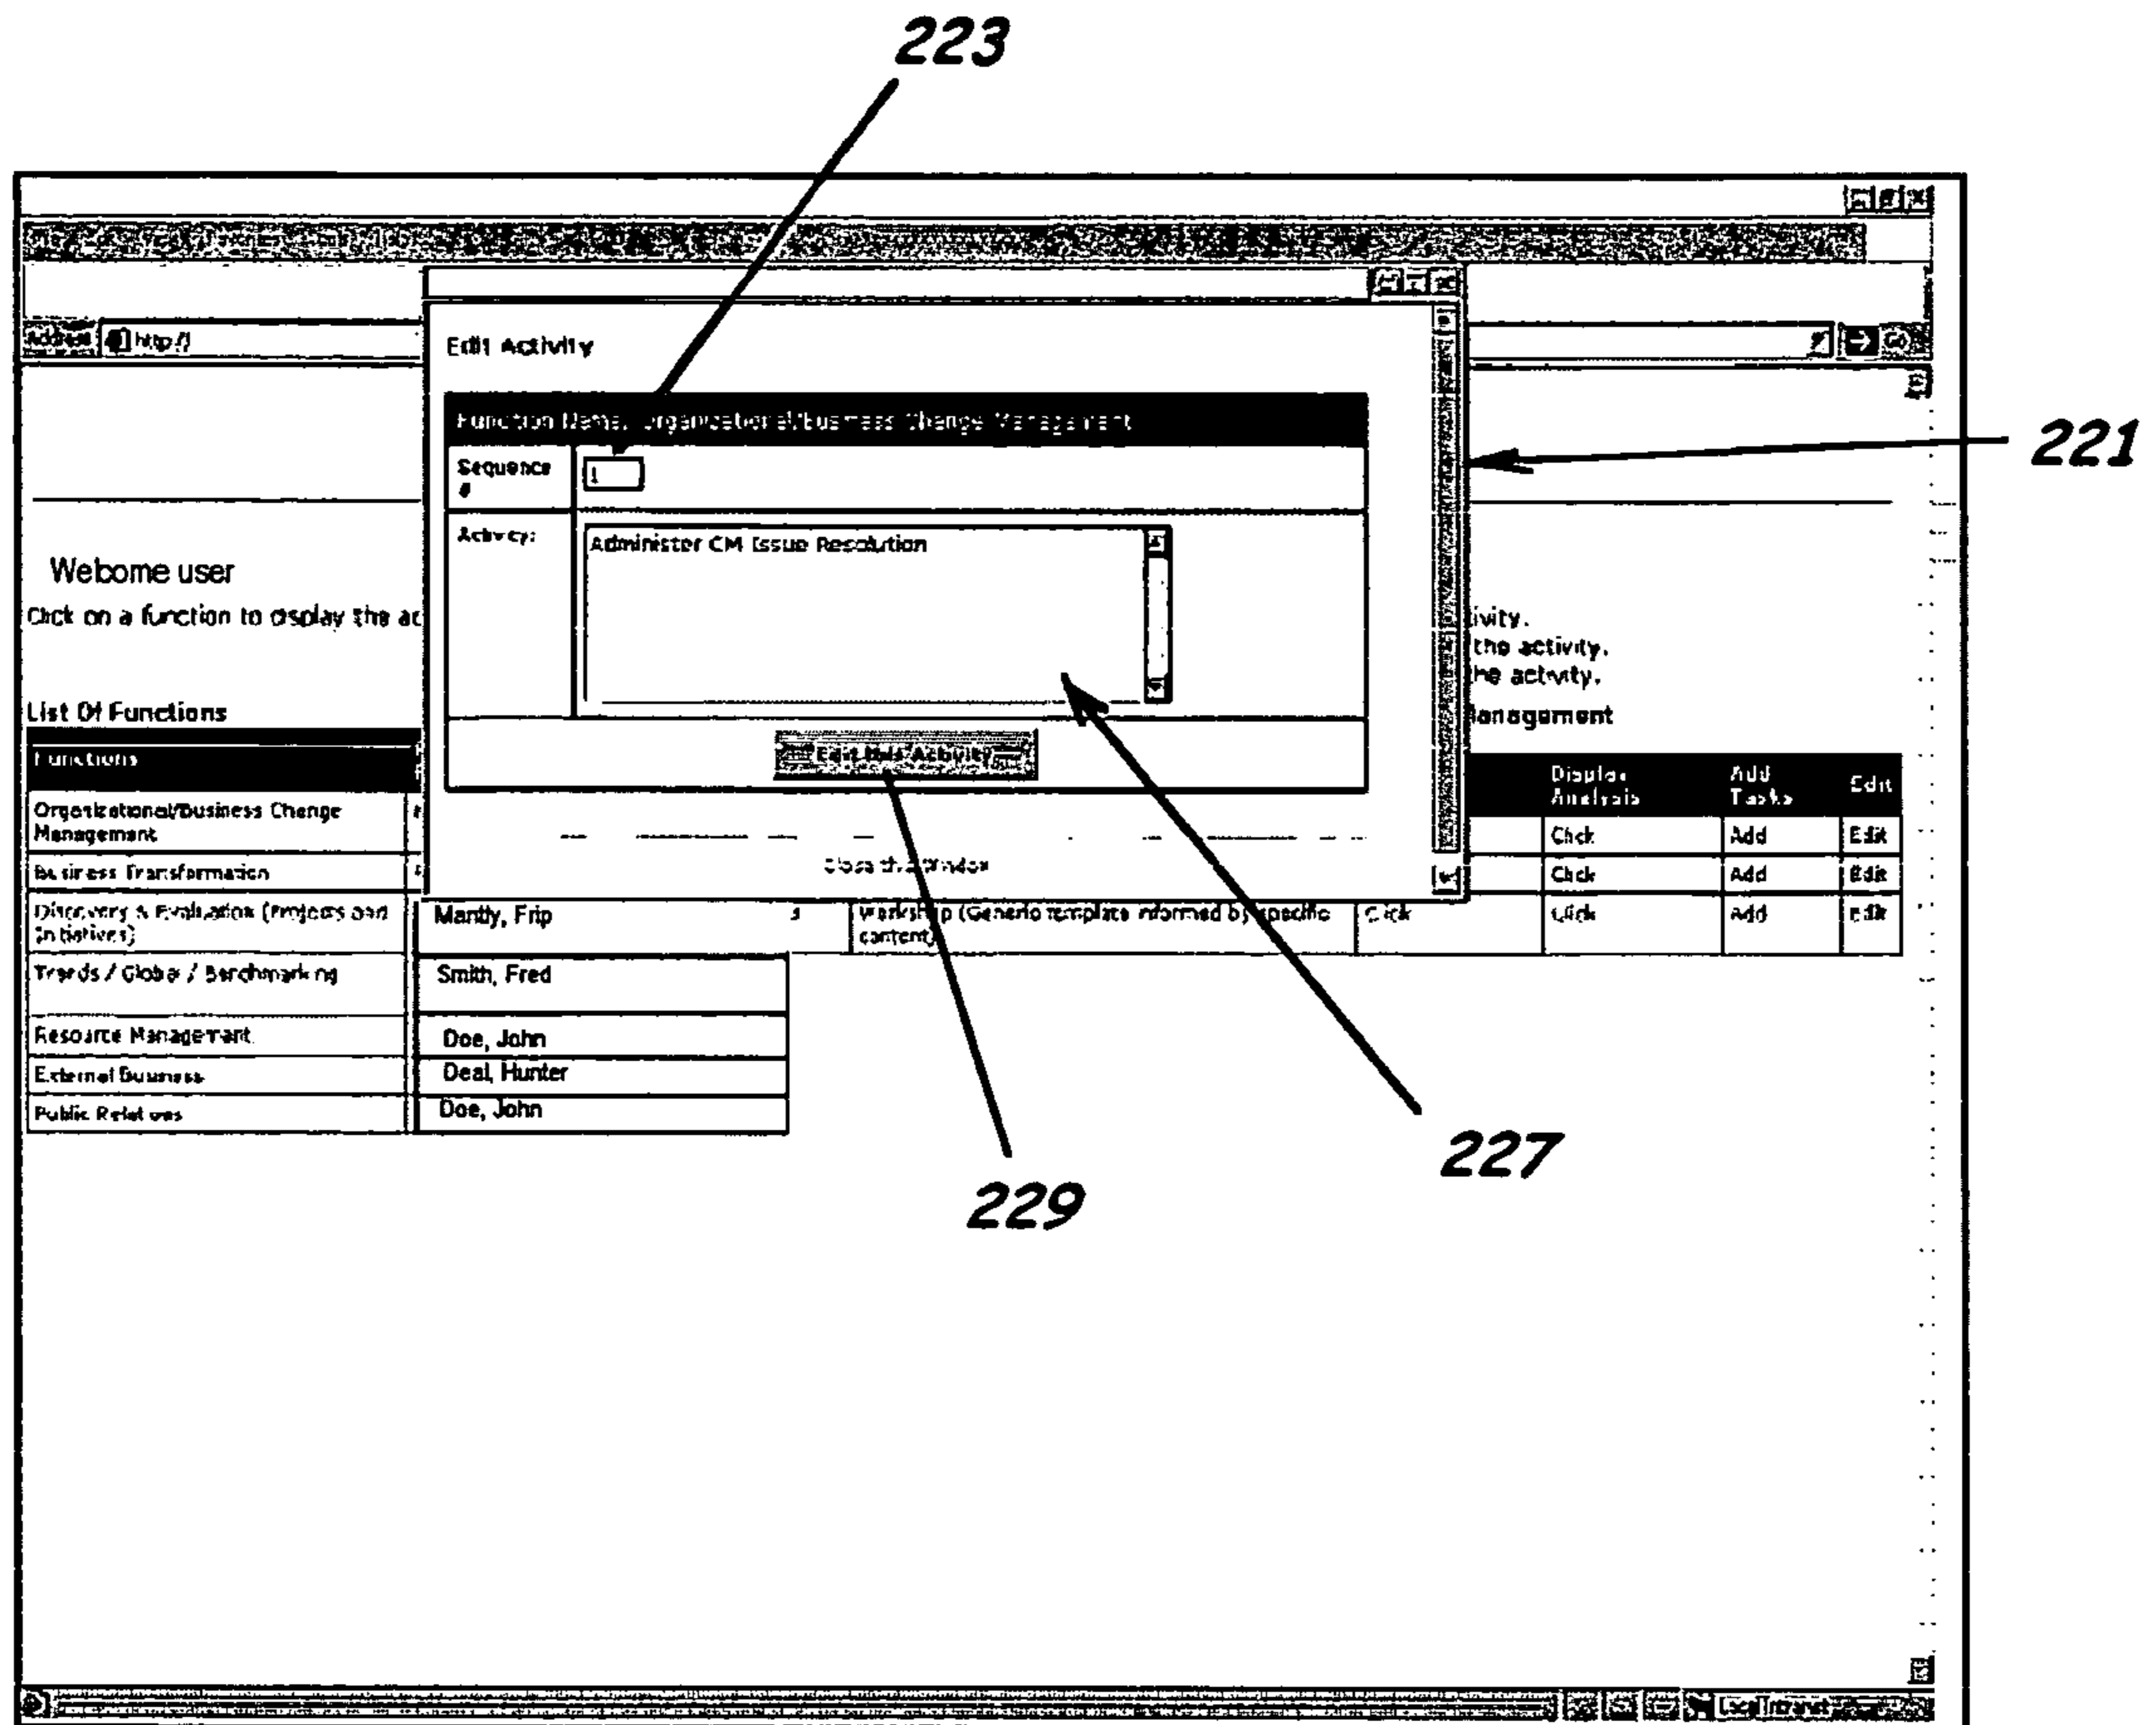 223
Address http://
Go
Edit Activity
Function Name: Organizational/Business Change Management
221
Sequence
#
1
Activity:
Administer CM Issue Resolution
Welcome user
Click on a function to display the ac
ivity.
the activity.
he activity.
List Of Functions
anagement
Edit this Activity
Functions
Display
Analysis
Add
Tasks
Edit
Organizational/Business Change
Management
Click
Add
Edit
Close this Window
Business Transformation
Click
Add
Edit
Discovery & Evaluation (Projects and
Initiatives)
Mantly, Frip
3
Workshop (Generic template informed by specific
content)
Click
Click
Add
Edit
Trends / Global / Benchmarking
Smith, Fred
Resource Management
Doe, John
External Business
Deal, Hunter
Public Relations
Doe, John
227
229
Local intranet